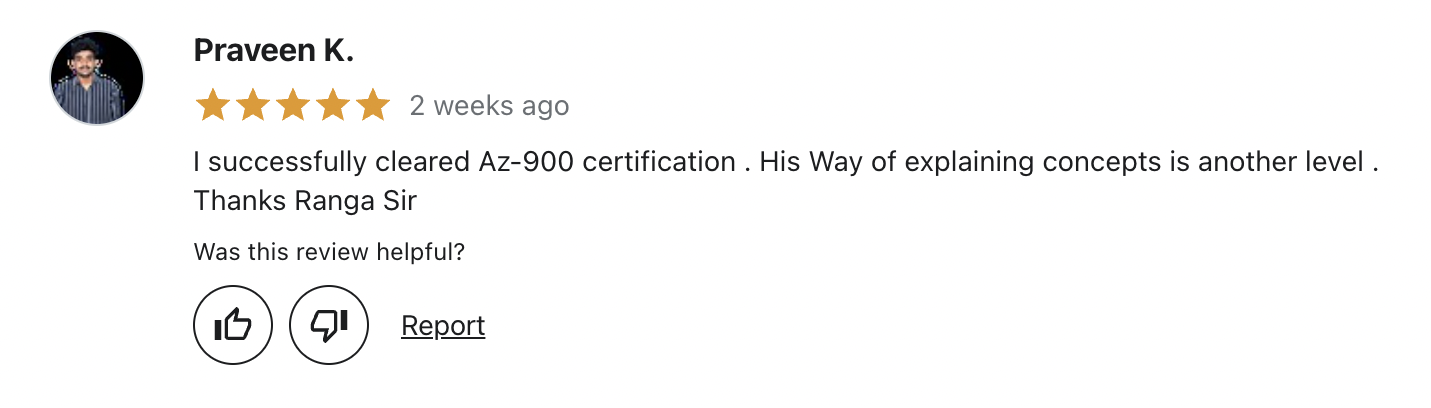 Praveen K.
2 weeks ago
I successfully cleared Az-900 certification . His Way of explaining concepts is another level .
Thanks Ranga Sir
Was this review helpful?
Report